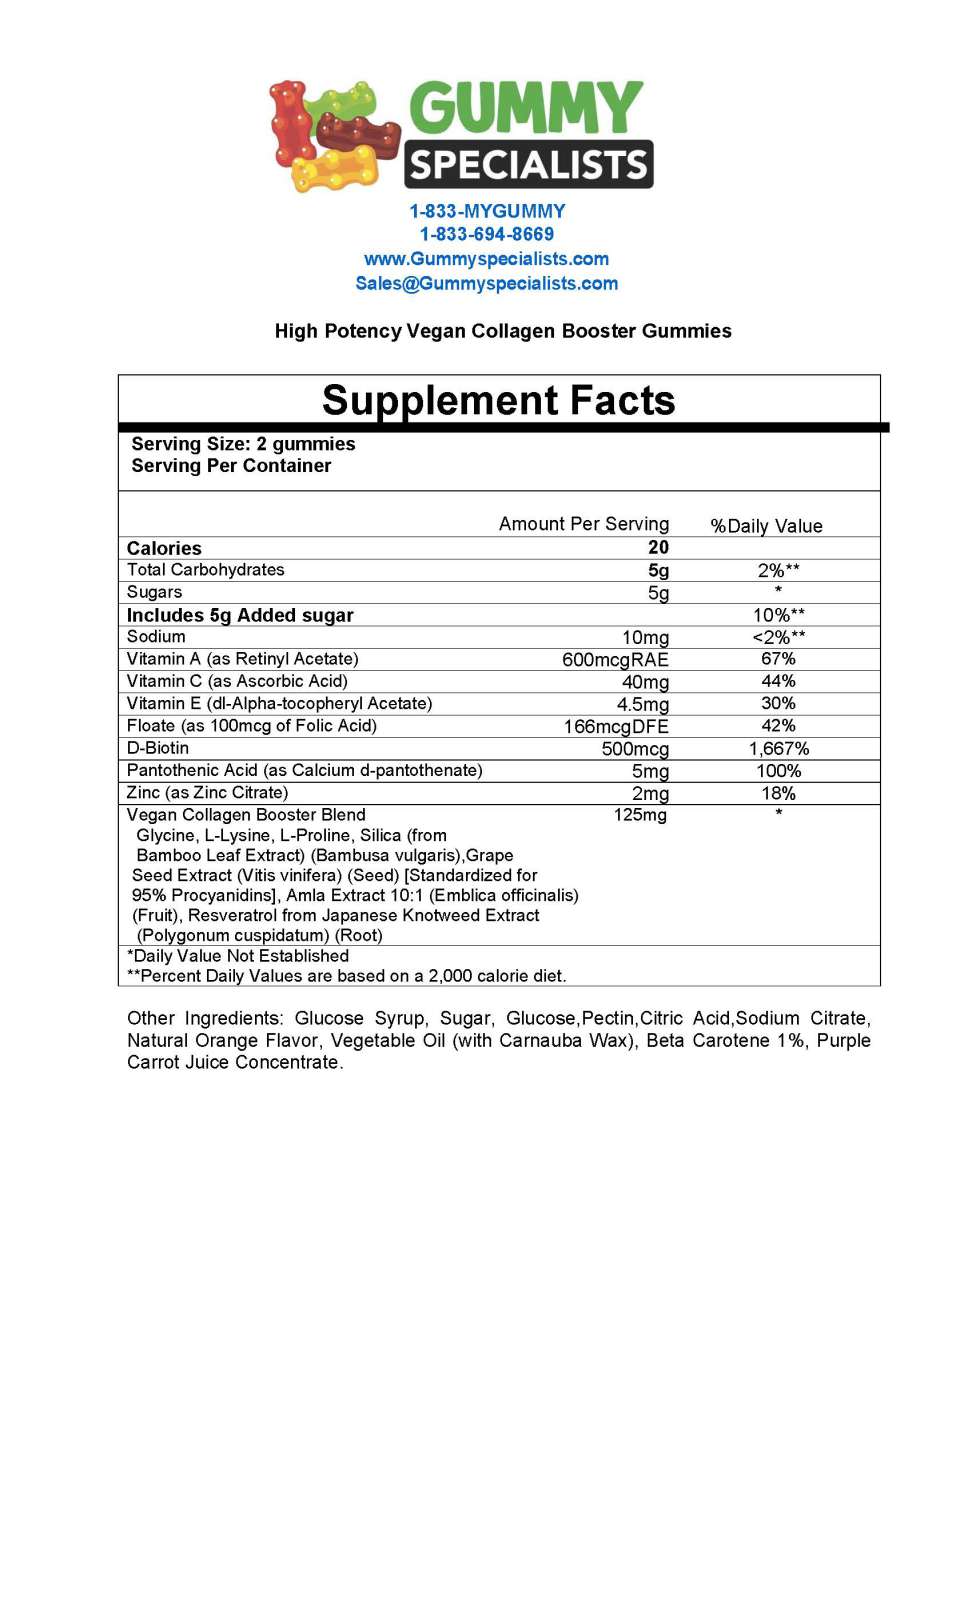 GUMMY
SPECIALISTS
1-833-MYGUMMY
1-833-694-8669
www.Gummyspecialists.com
Sales@Gummyspecialists.com
High Potency Vegan Collagen Booster Gummies
Supplement Facts
Serving Size: 2 gummies
Serving Per Container
Amount Per Serving %Daily Value
Calories 20
Total Carbohydrates 5g 2%**
Sugars 5g *
Includes 5g Added sugar 10%**
Sodium 10mg <2%**
Vitamin A (as Retinyl Acetate) 600mcgRAE 67%
Vitamin C (as Ascorbic Acid) 40mg 44%
Vitamin E (dl-Alpha-tocopheryl Acetate) 4.5mg 30%
Floate (as 100mcg of Folic Acid) 166mcgDFE 42%
D-Biotin 500mcg 1,667%
Pantothenic Acid (as Calcium d-pantothenate) 5mg 100%
Zinc (as Zinc Citrate) 2mg 18%
Vegan Collagen Booster Blend 125mg *
Glycine, L-Lysine, L-Proline, Silica (from
Bamboo Leaf Extract) (Bambusa vulgaris),Grape
Seed Extract (Vitis vinifera) (Seed) [Standardized for
95% Procyanidins], Amla Extract 10:1 (Emblica officinalis)
(Fruit), Resveratrol from Japanese Knotweed Extract
(Polygonum cuspidatum) (Root)
*Daily Value Not Established
**Percent Daily Values are based on a 2,000 calorie diet.
Other Ingredients: Glucose Syrup, Sugar, Glucose,Pectin,Citric Acid,Sodium Citrate,
Natural Orange Flavor, Vegetable Oil (with Carnauba Wax), Beta Carotene 1%, Purple
Carrot Juice Concentrate.